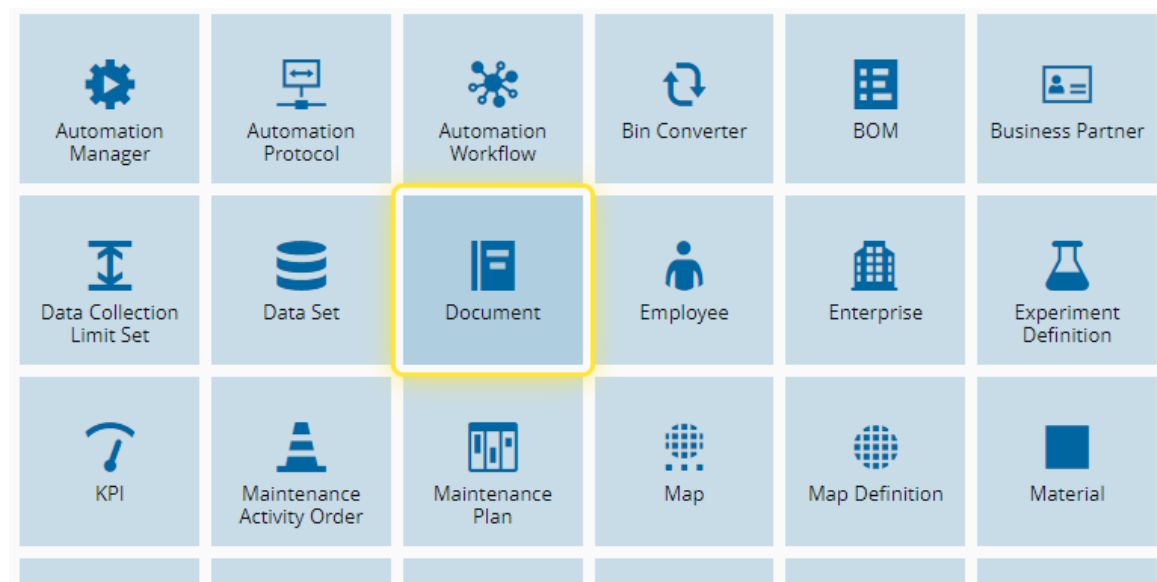 Automation
Manager
Automation
Protocol
Automation
Workflow
Bin Converter
BOM
Business Partner
Data Collection
Limit Set
Data Set
Document
Employee
Enterprise
Experiment
Definition
KPI
Maintenance
Activity Order
Maintenance
Plan
Map
Map Definition
Material